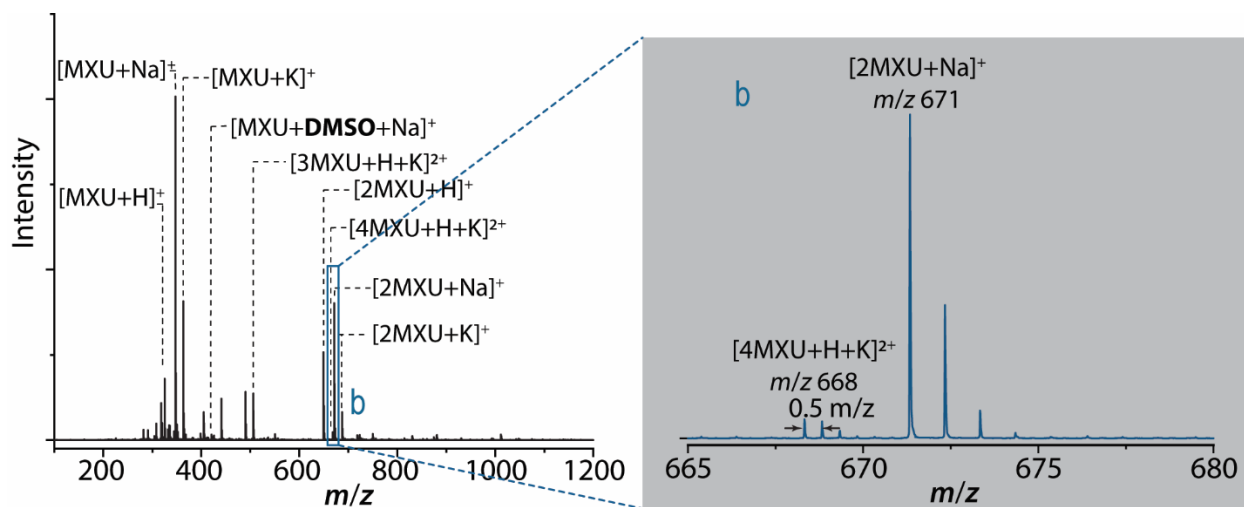 [MXU+Na]⁺
[MXU+K]⁺
[MXU+DMSO+Na]⁺
[3MXU+H+K]²⁺
[MXU+H]⁺
[2MXU+H]⁺
[4MXU+H+K]²⁺
[2MXU+Na]⁺
[2MXU+K]⁺
b
Intensity
200 400 600 800 1000 1200
m/z
b
[2MXU+Na]⁺
m/z 671
[4MXU+H+K]²⁺
m/z 668
0.5 m/z
665 670 675 680
m/z